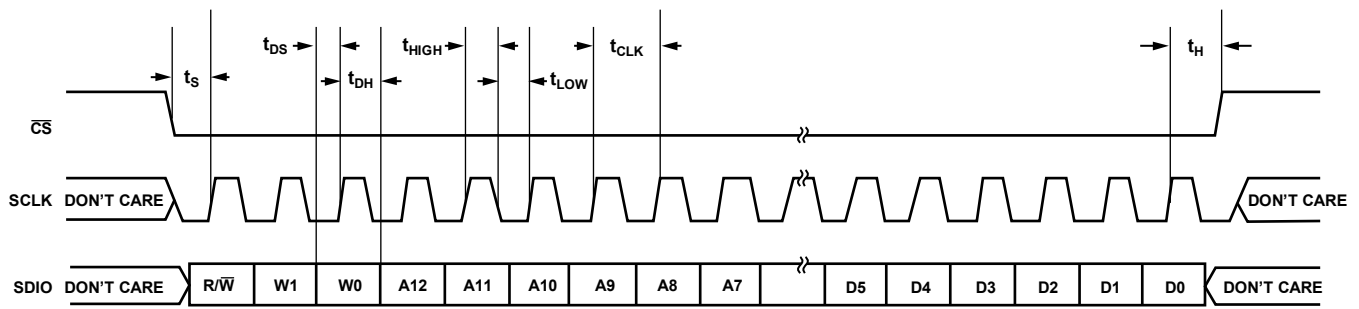 tDS
tHIGH
tCLK
tH
tS
tDH
tLOW
C̅S̅
SCLK DON'T CARE
DON'T CARE
SDIO DON'T CARE R/W̅ W1 W0 A12 A11 A10 A9 A8 A7 D5 D4 D3 D2 D1 D0 DON'T CARE